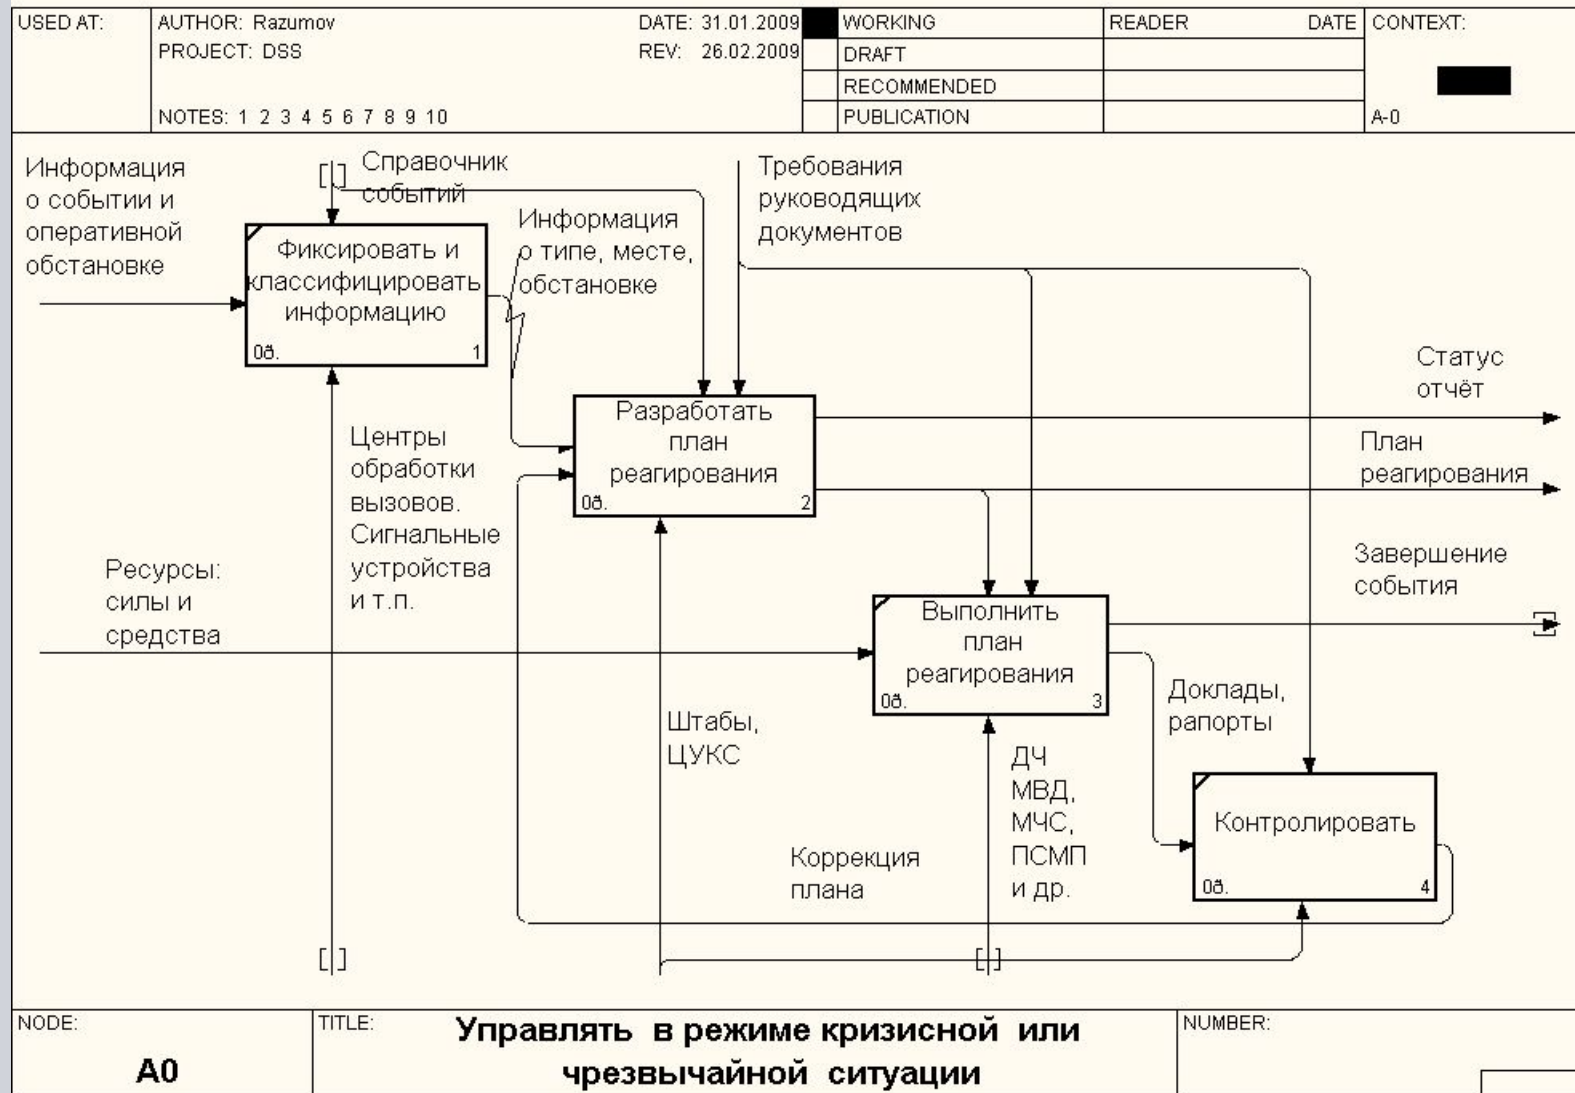 USED AT:
AUTHOR: Razumov
DATE: 31.01.2009
PROJECT: DSS
REV: 26.02.2009
NOTES: 1 2 3 4 5 6 7 8 9 10
WORKING
DRAFT
RECOMMENDED
PUBLICATION
READER
DATE
CONTEXT:
A-0
Информация
о событии и
оперативной
обстановке
Справочник
событий
Требования
руководящих
документов
Фиксировать и
классифицировать
информацию
0ð.
1
Информация
о типе, месте,
обстановке
Статус
отчёт
Разработать
план
реагирования
0ð.
2
План
реагирования
Центры
обработки
вызовов.
Сигнальные
устройства
и т.п.
Ресурсы:
силы и
средства
Завершение
события
Выполнить
план
реагирования
0ð.
3
Доклады,
рапорты
Штабы,
ЦУКС
ДЧ
МВД,
МЧС,
ПСМП
и др.
Контролировать
0ð.
4
Коррекция
плана
NODE:
A0
TITLE:
Управлять в режиме кризисной или
чрезвычайной ситуации
NUMBER: